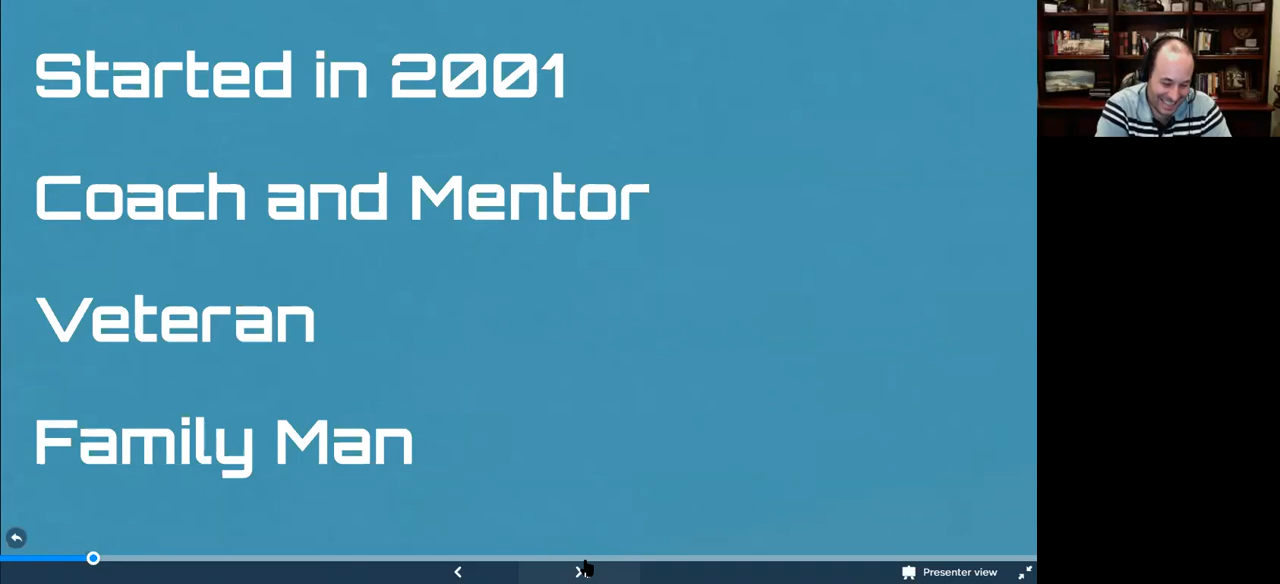 Started in 2001
Coach and Mentor
Veteran
Family Man
Presenter view